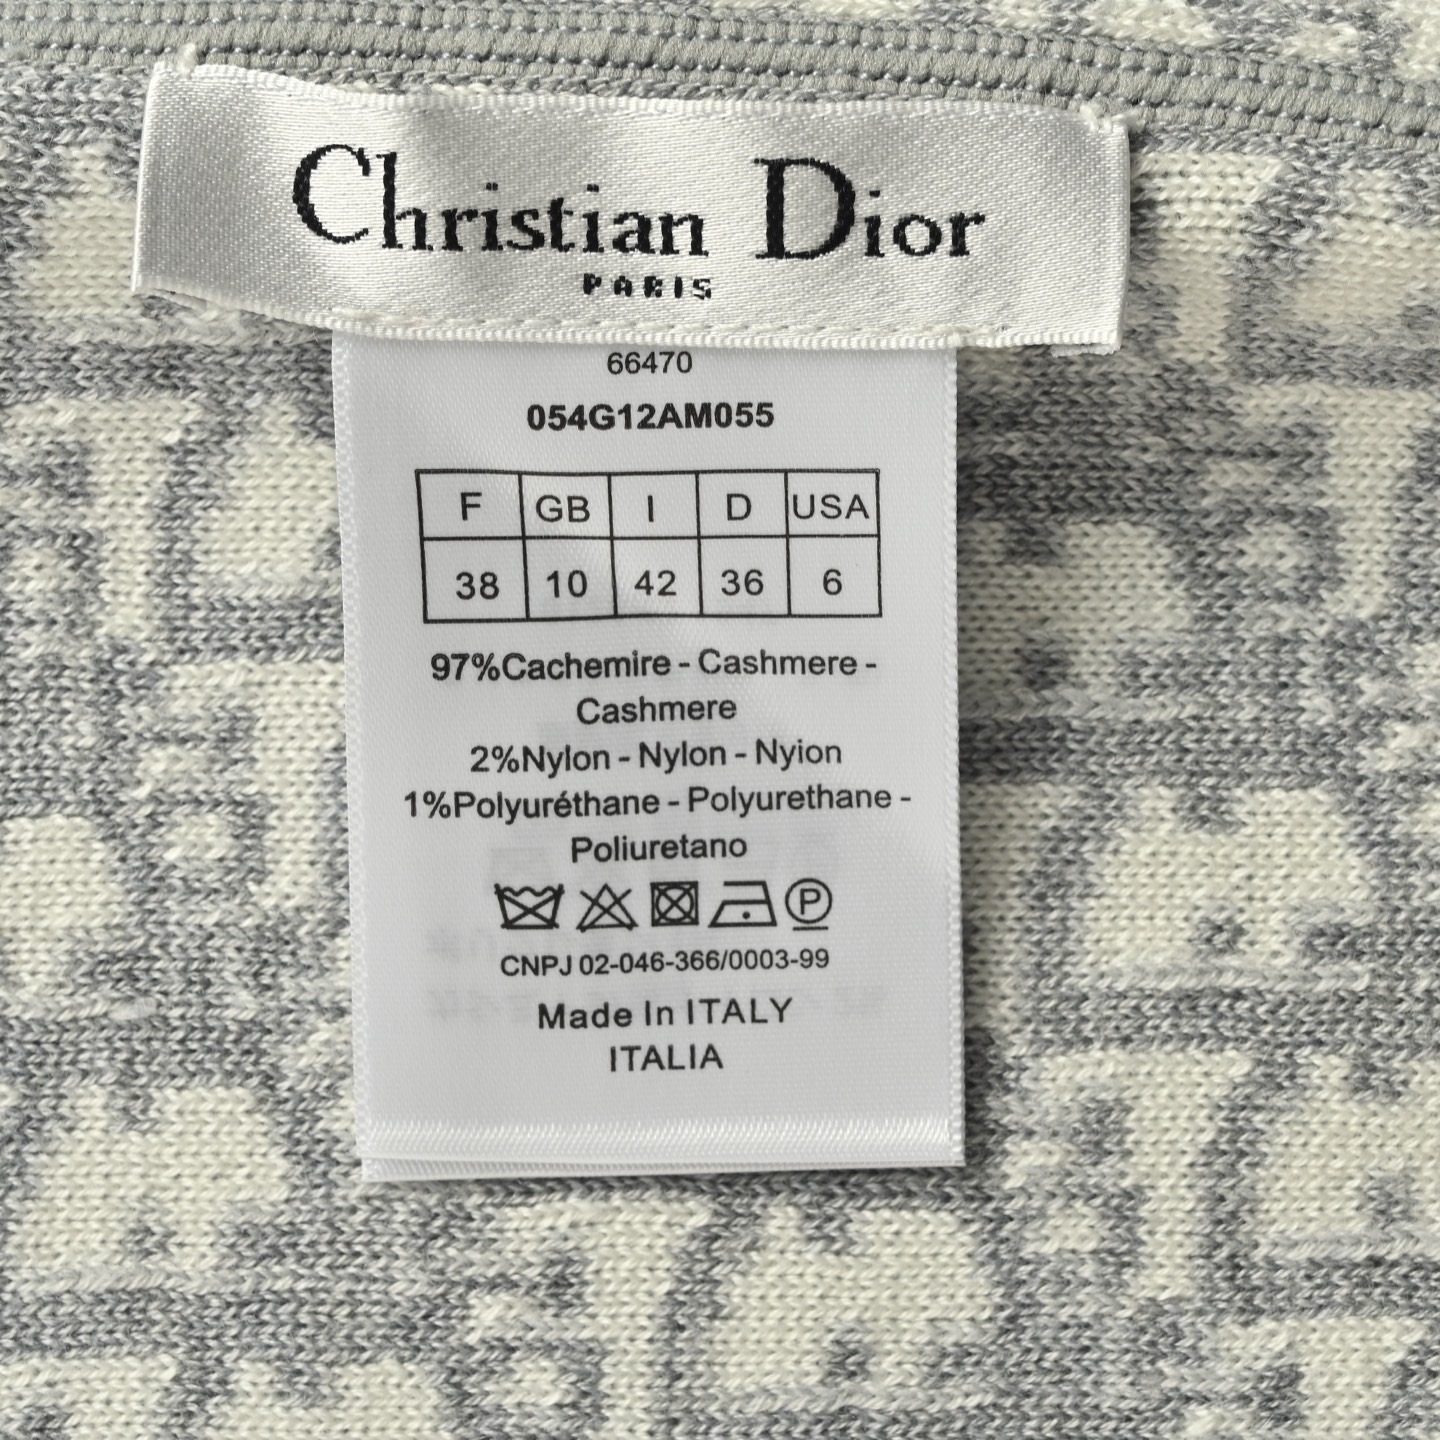 Christian Dior
PARIS
66470
054G12AM055
F GB I D USA
38 10 42 36 6
97%Cachemire - Cashmere -
Cashmere
2%Nylon - Nylon - Nyion
1%Polyuréthane - Polyurethane -
Poliuretano
P
CNPJ 02-046-366/0003-99
Made In ITALY
ITALIA